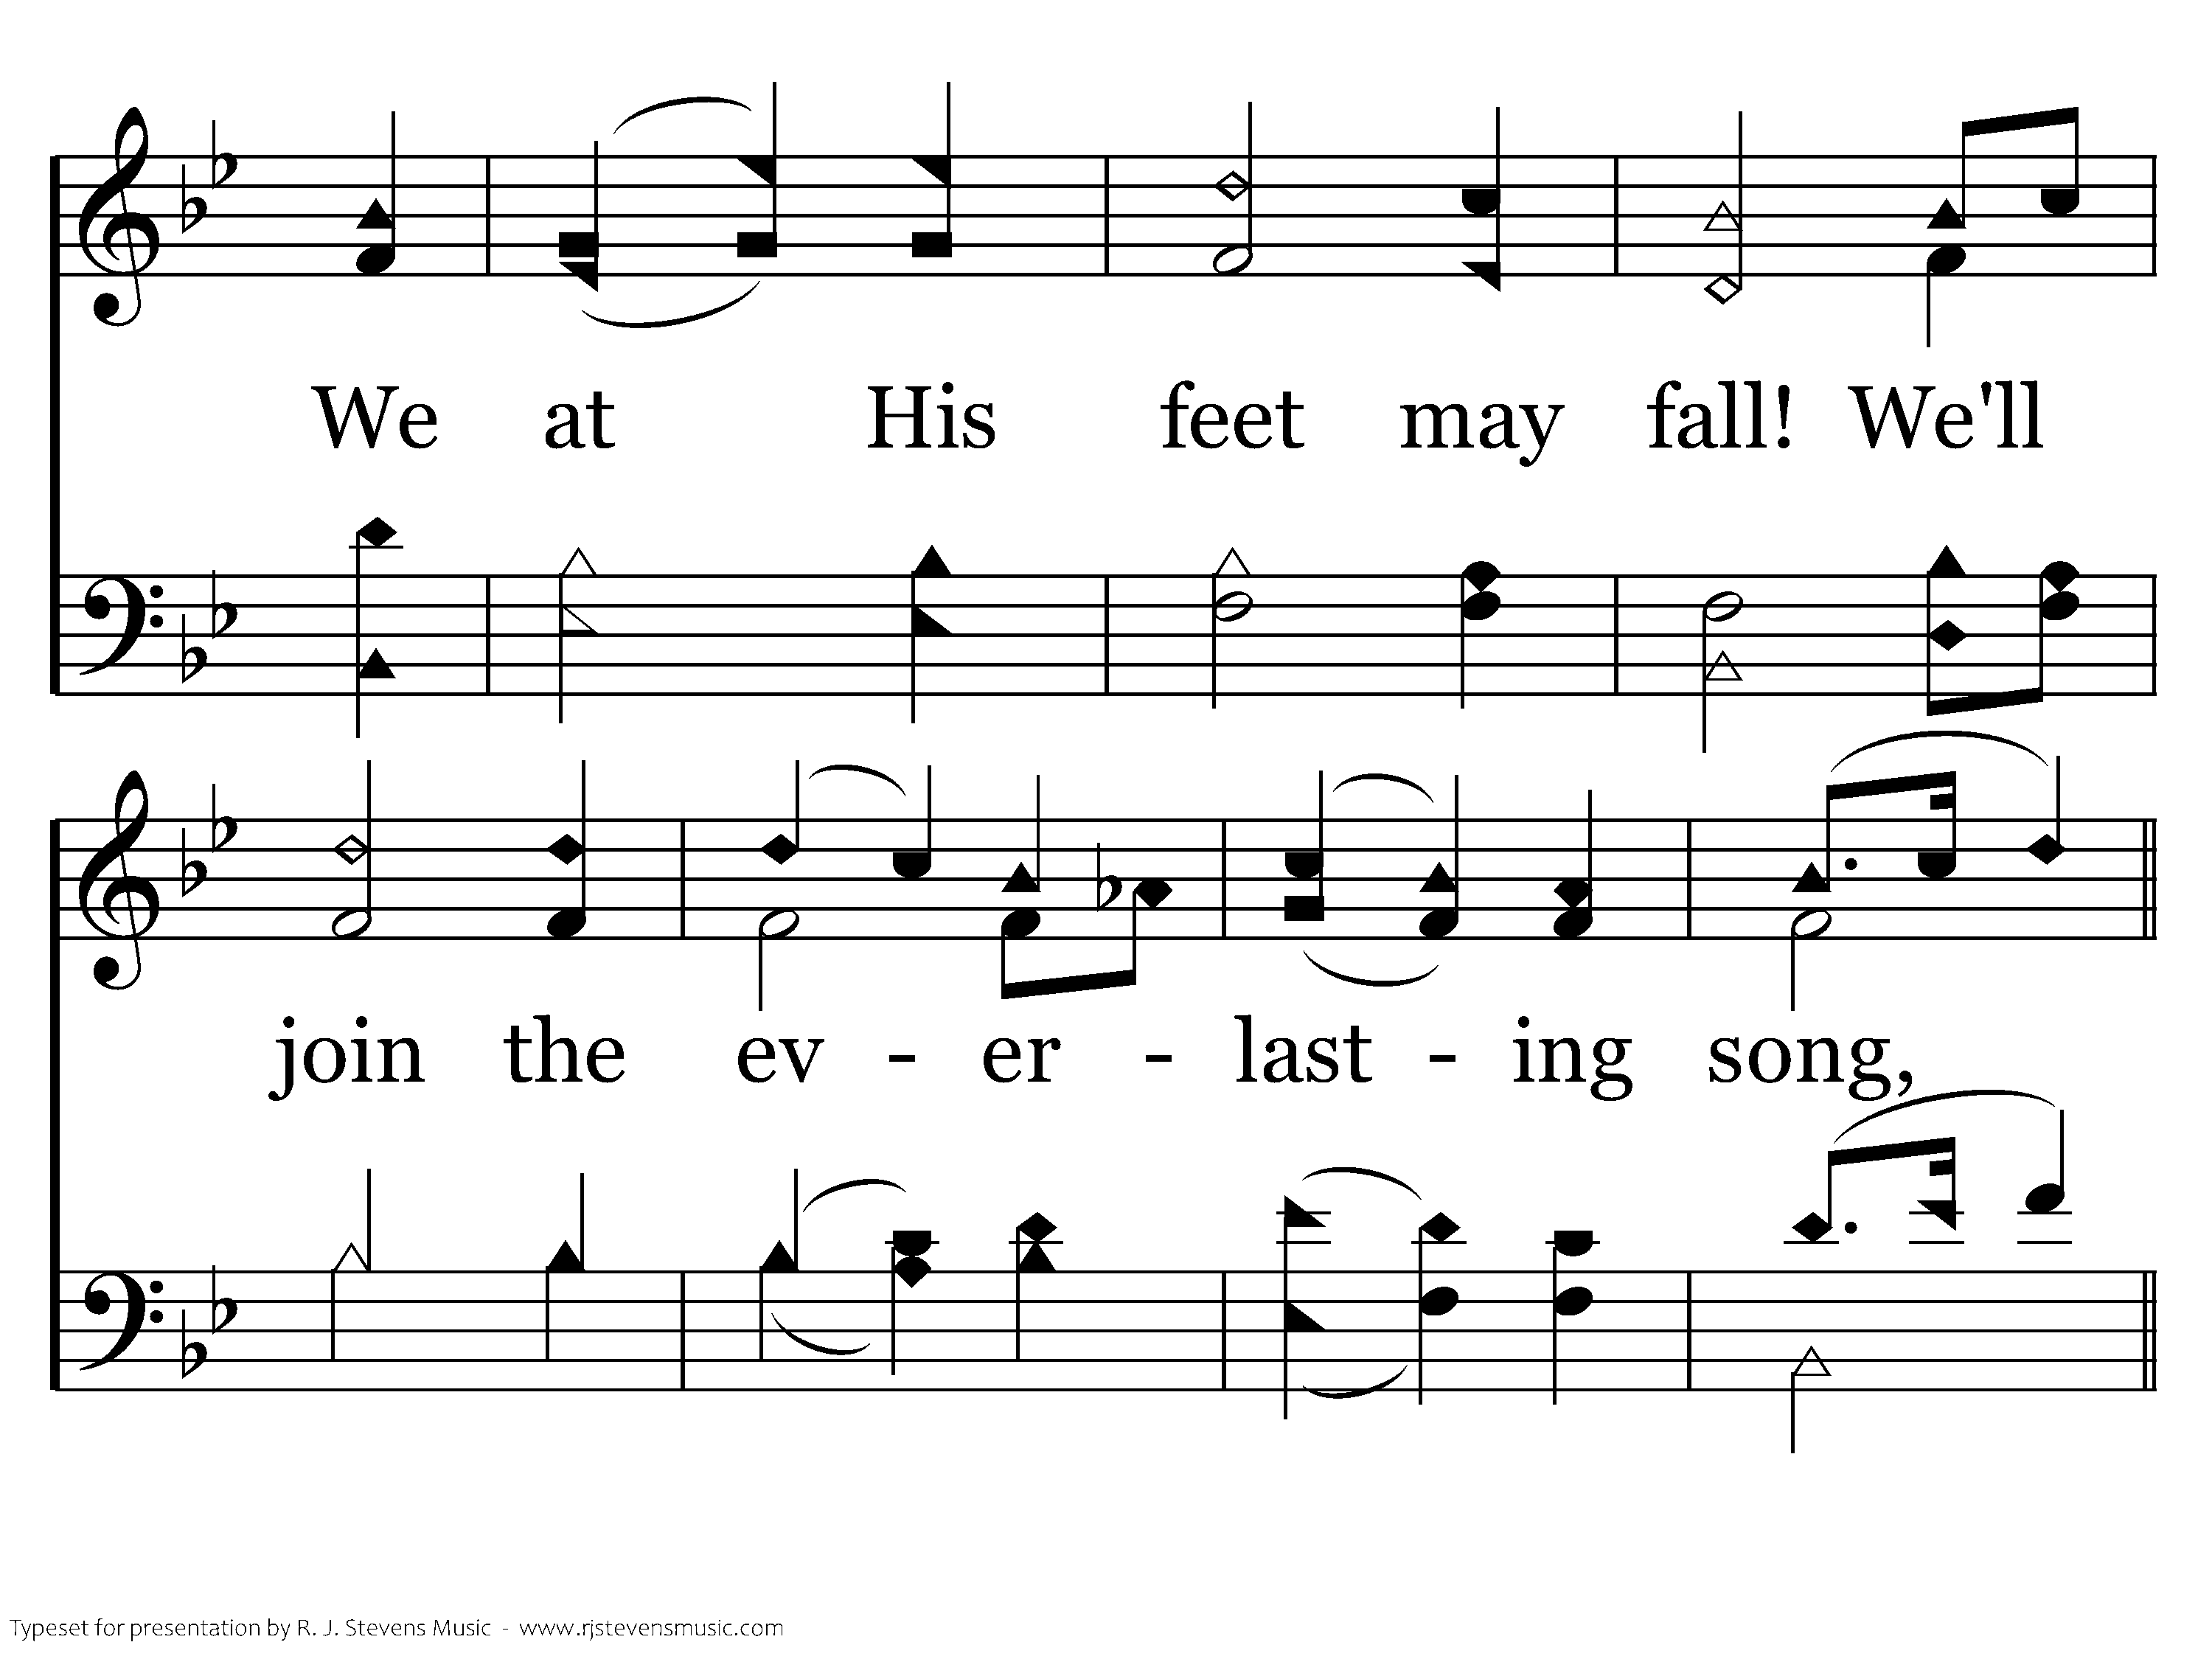 We at His feet may fall! We'll
join the ev - er - last - ing song,
Typeset for presentation by R. J. Stevens Music - www.rjstevensmusic.com